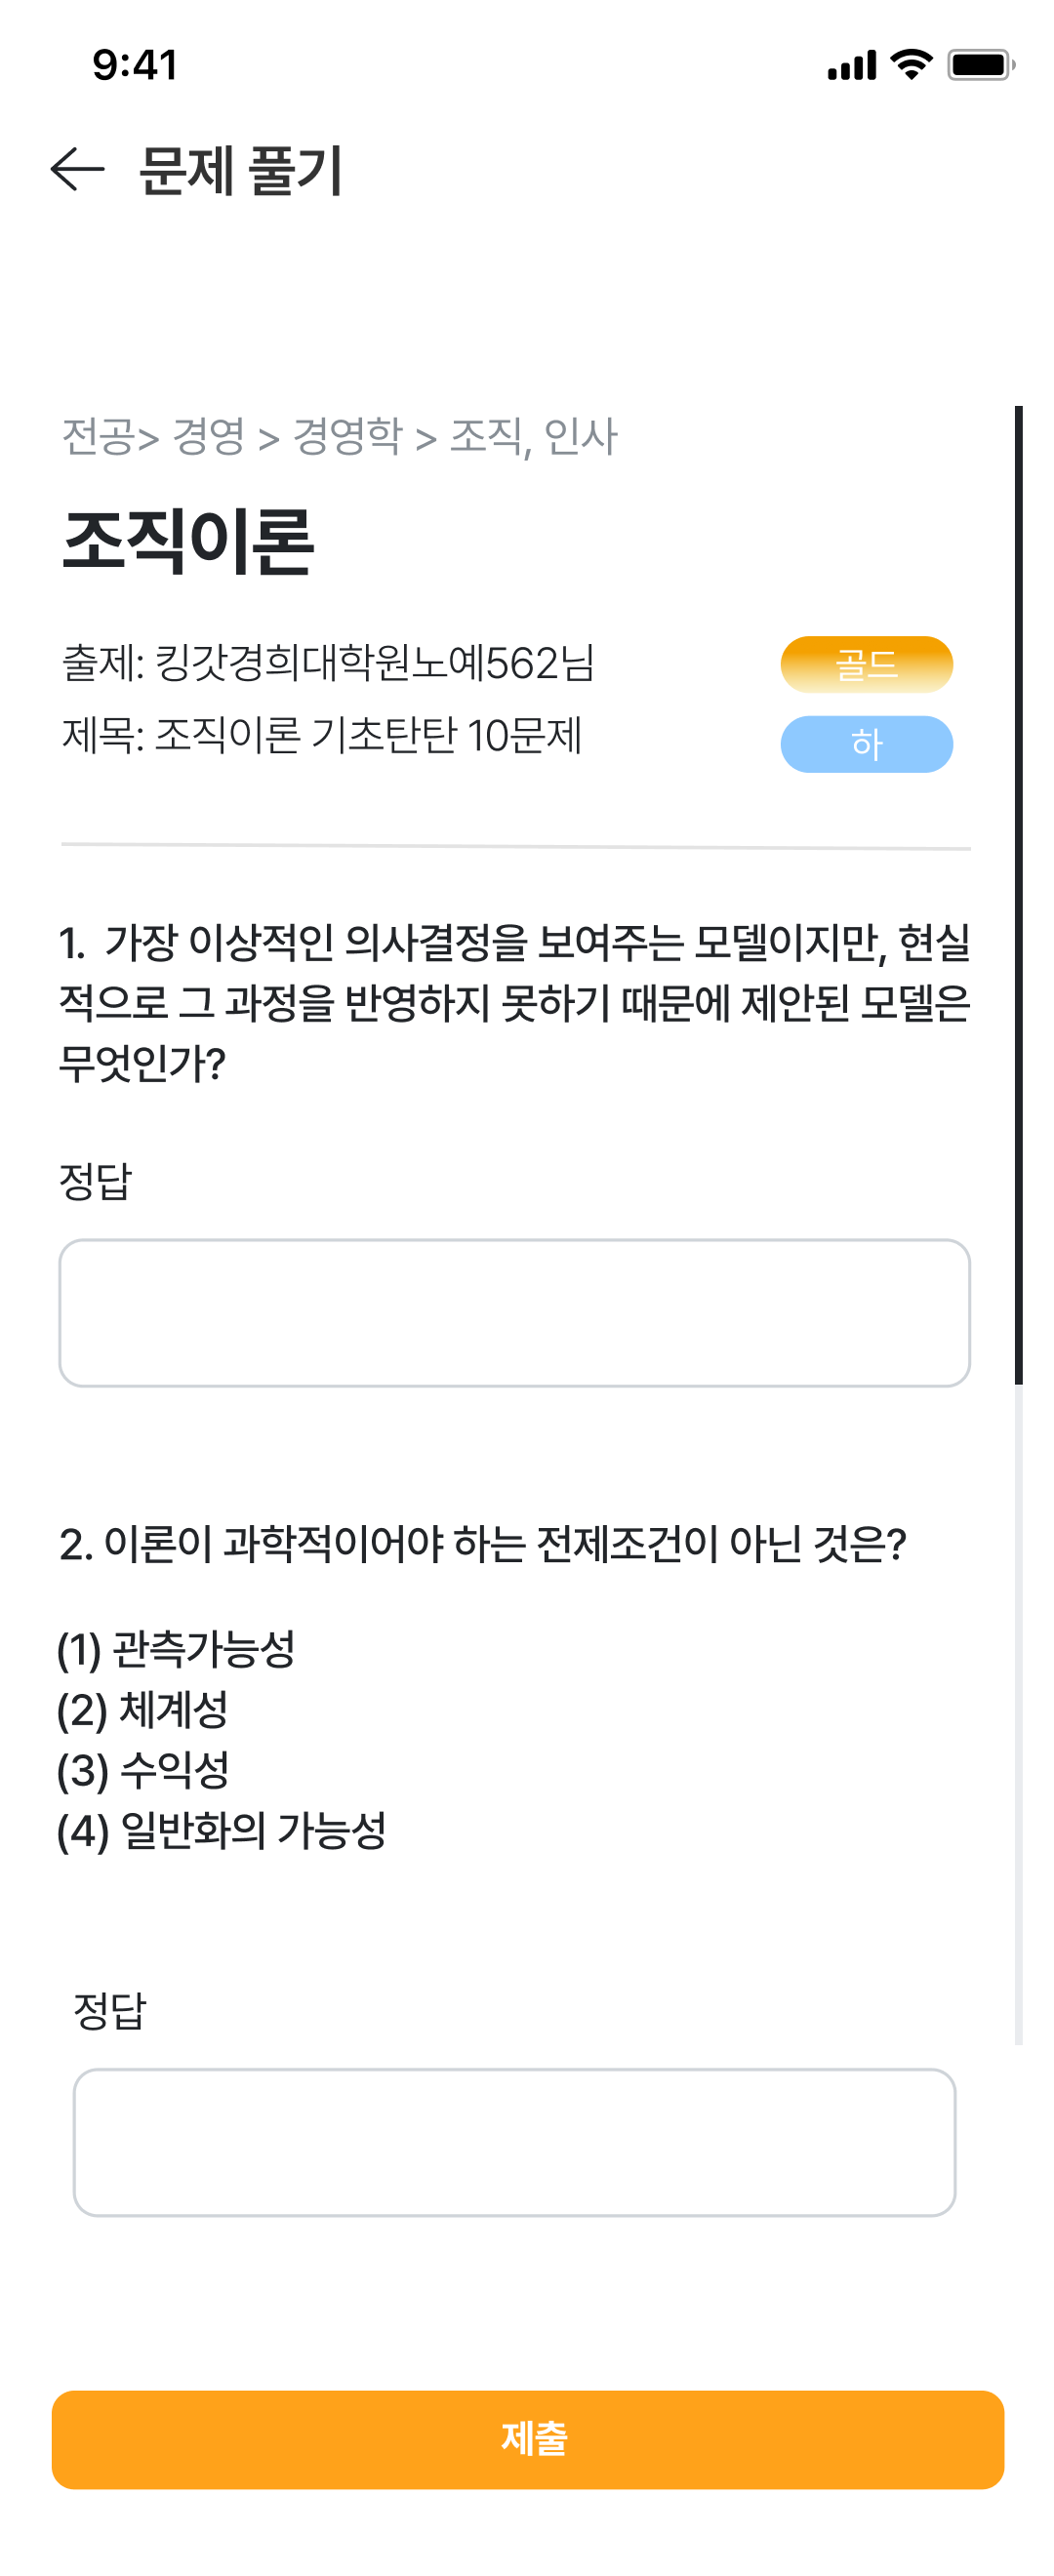 9:41
문제 풀기
전공> 경영 > 경영학 > 조직, 인사
조직이론
출제: 킹갓경희대학원노예562님
골드
제목: 조직이론 기초탄탄 10문제
하
1. 가장 이상적인 의사결정을 보여주는 모델이지만, 현실
적으로 그 과정을 반영하지 못하기 때문에 제안된 모델은
무엇인가?
정답
2. 이론이 과학적이어야 하는 전제조건이 아닌 것은?
(1) 관측가능성
(2) 체계성
(3) 수익성
(4) 일반화의 가능성
정답
제출